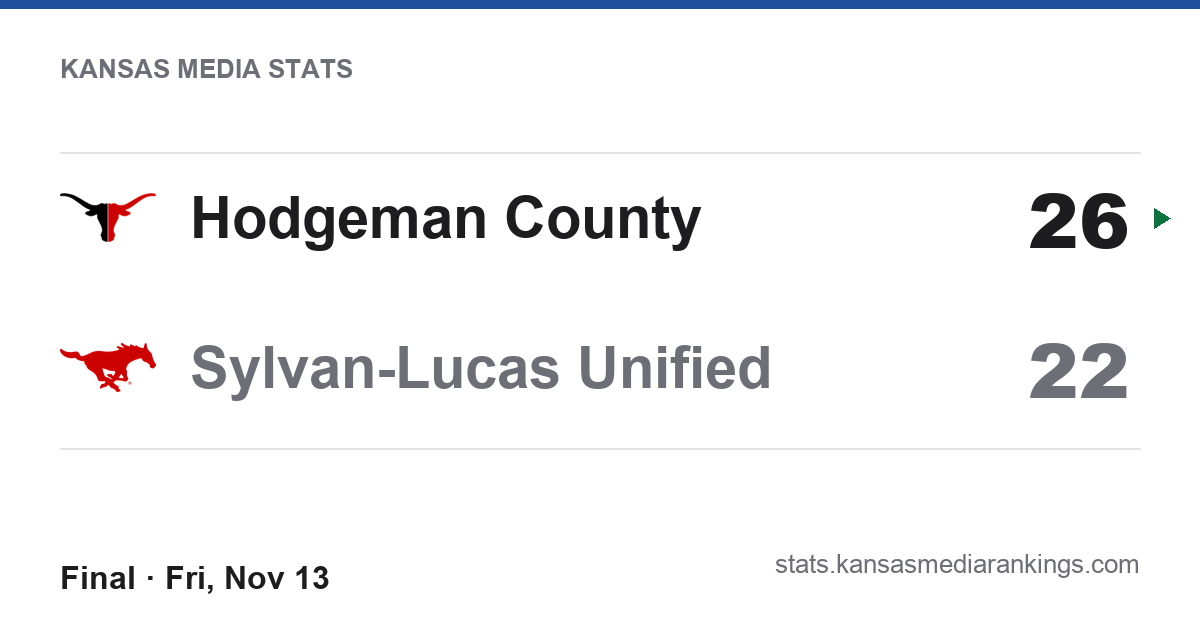 KANSAS MEDIA STATS
Hodgeman County 26
Sylvan-Lucas Unified 22
Final · Fri, Nov 13
stats.kansasmediarankings.com